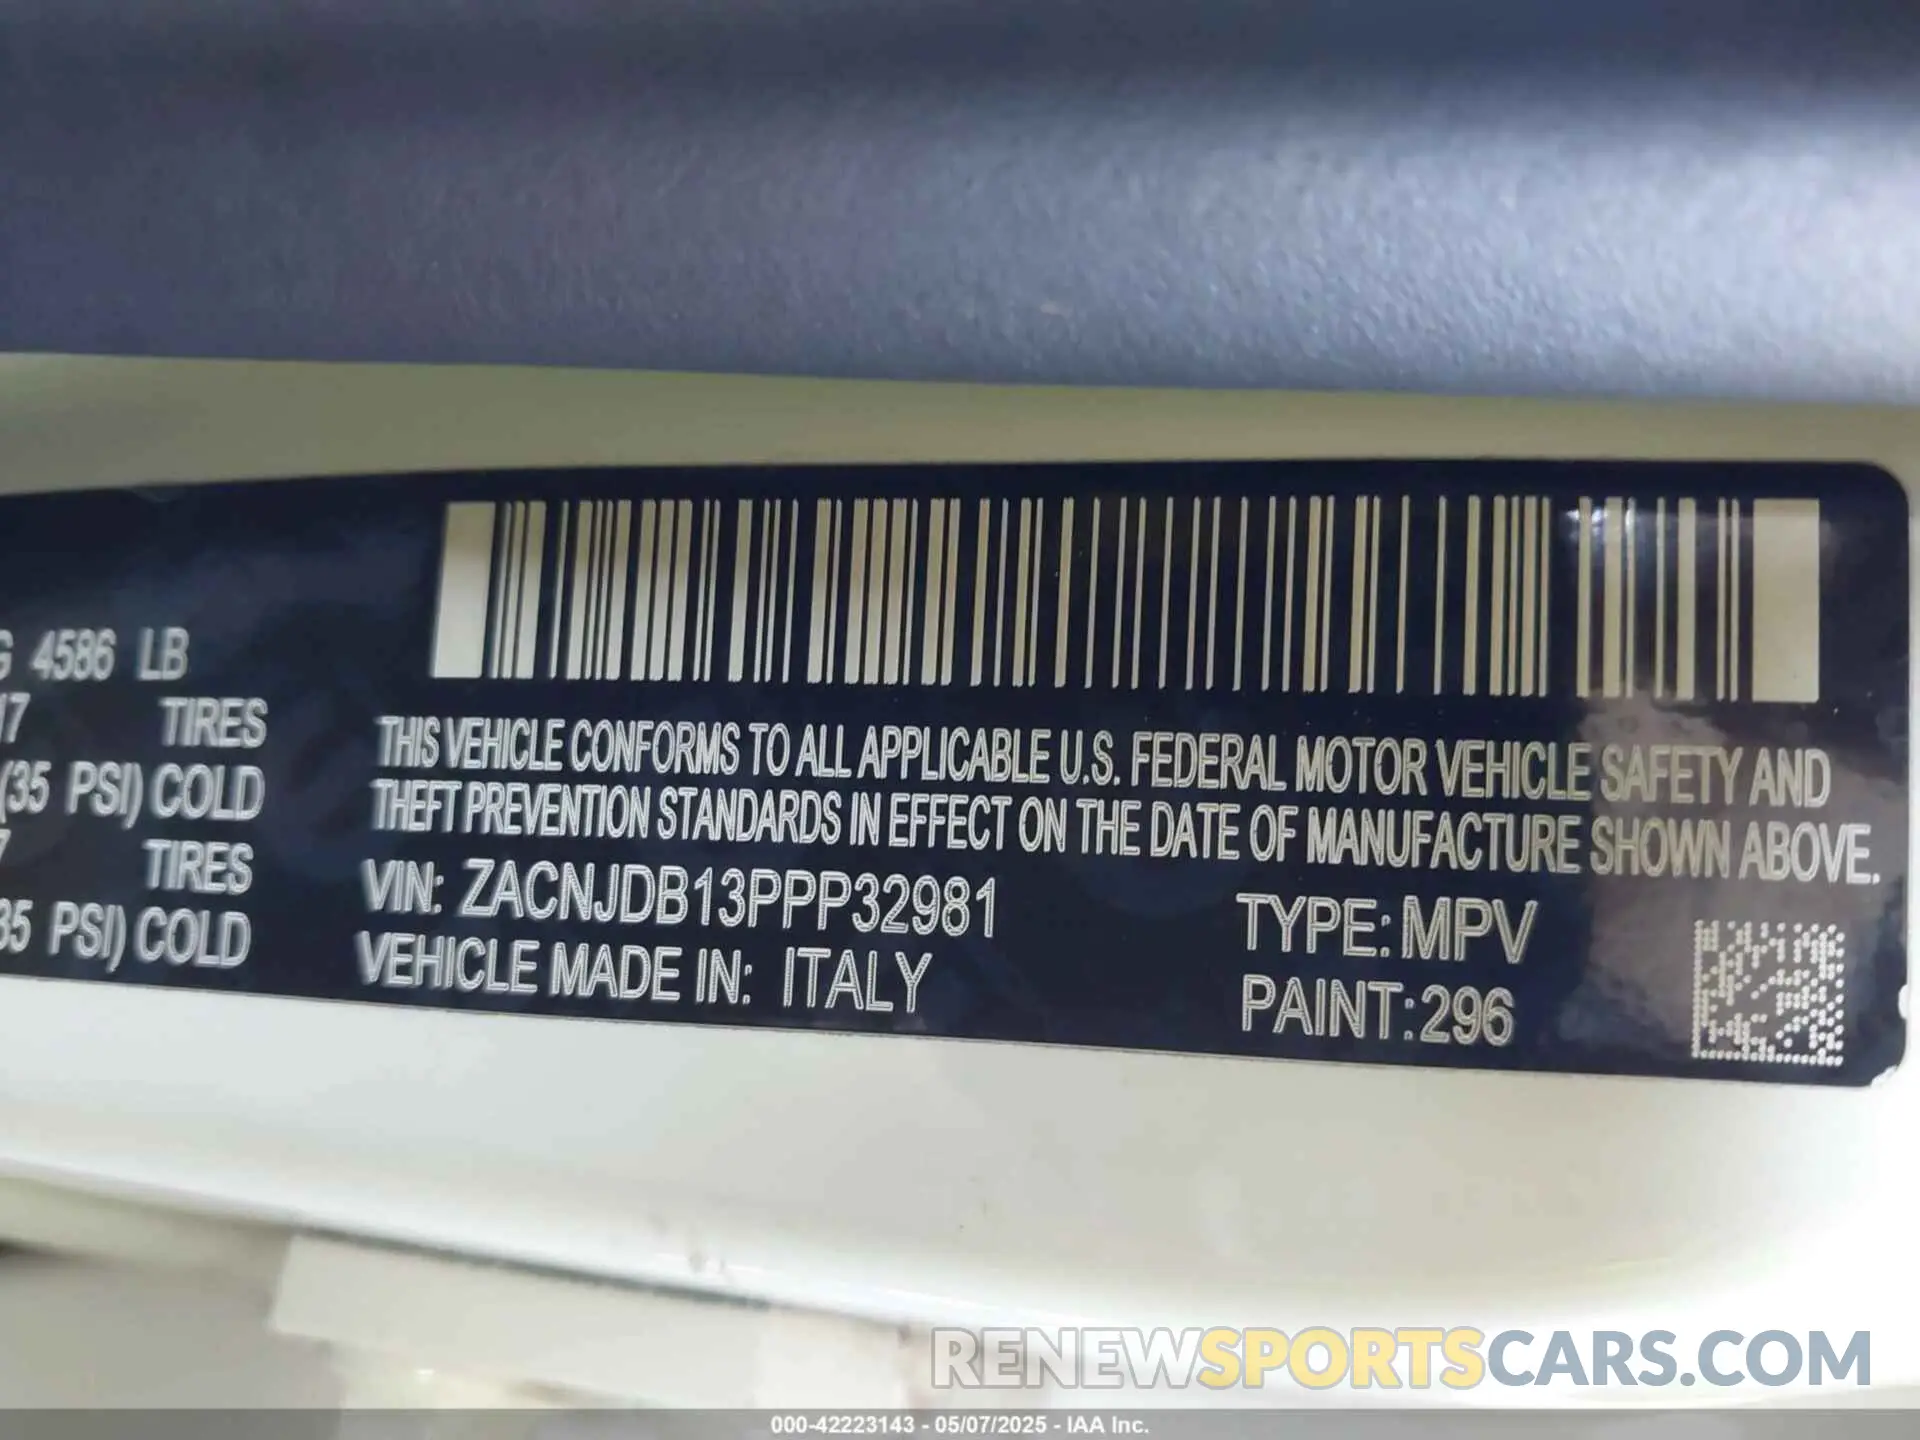 G 4586 LB
17 TIRES
(35 PSI) COLD
7 TIRES
35 PSI) COLD
THIS VEHICLE CONFORMS TO ALL APPLICABLE U.S. FEDERAL MOTOR VEHICLE SAFETY AND
THEFT PREVENTION STANDARDS IN EFFECT ON THE DATE OF MANUFACTURE SHOWN ABOVE.
VIN: ZACNJDB13PPP32981 TYPE: MPV
VEHICLE MADE IN: ITALY PAINT: 296
RENEWSPORTSCARS.COM
000-42223143 - 05/07/2025 - IAA Inc.